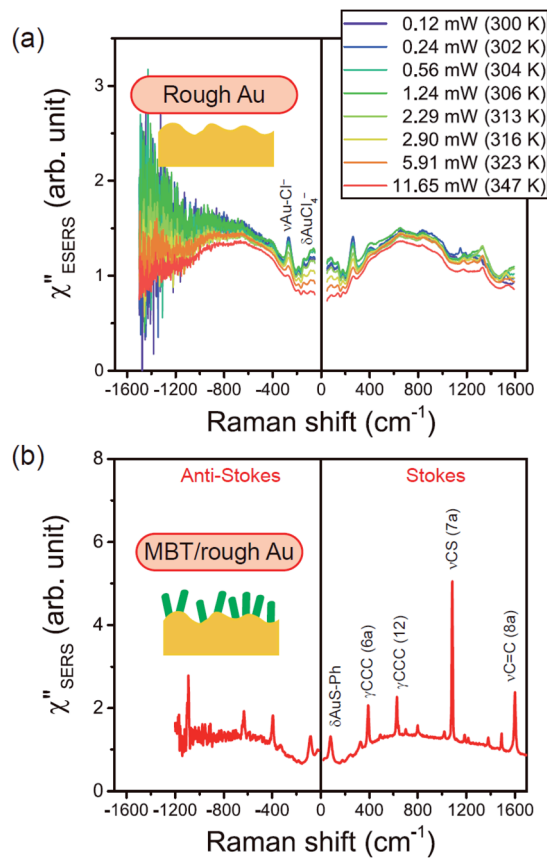 (a)
0.12 mW (300 K)
0.24 mW (302 K)
0.56 mW (304 K)
1.24 mW (306 K)
2.29 mW (313 K)
2.90 mW (316 K)
5.91 mW (323 K)
11.65 mW (347 K)
Rough Au
νAu-Cl⁻
δAuCl₄⁻
χ"ESERS (arb. unit)
3
2
1
0
-1600 -1200 -800 -400 0 400 800 1200 1600
Raman shift (cm⁻¹)
(b)
Anti-Stokes
Stokes
MBT/rough Au
δAuS-Ph
γCCC (6a)
γCCC (12)
νCS (7a)
νC=C (8a)
χ"SERS (arb. unit)
8
6
4
2
0
-1600 -1200 -800 -400 0 400 800 1200 1600
Raman shift (cm⁻¹)